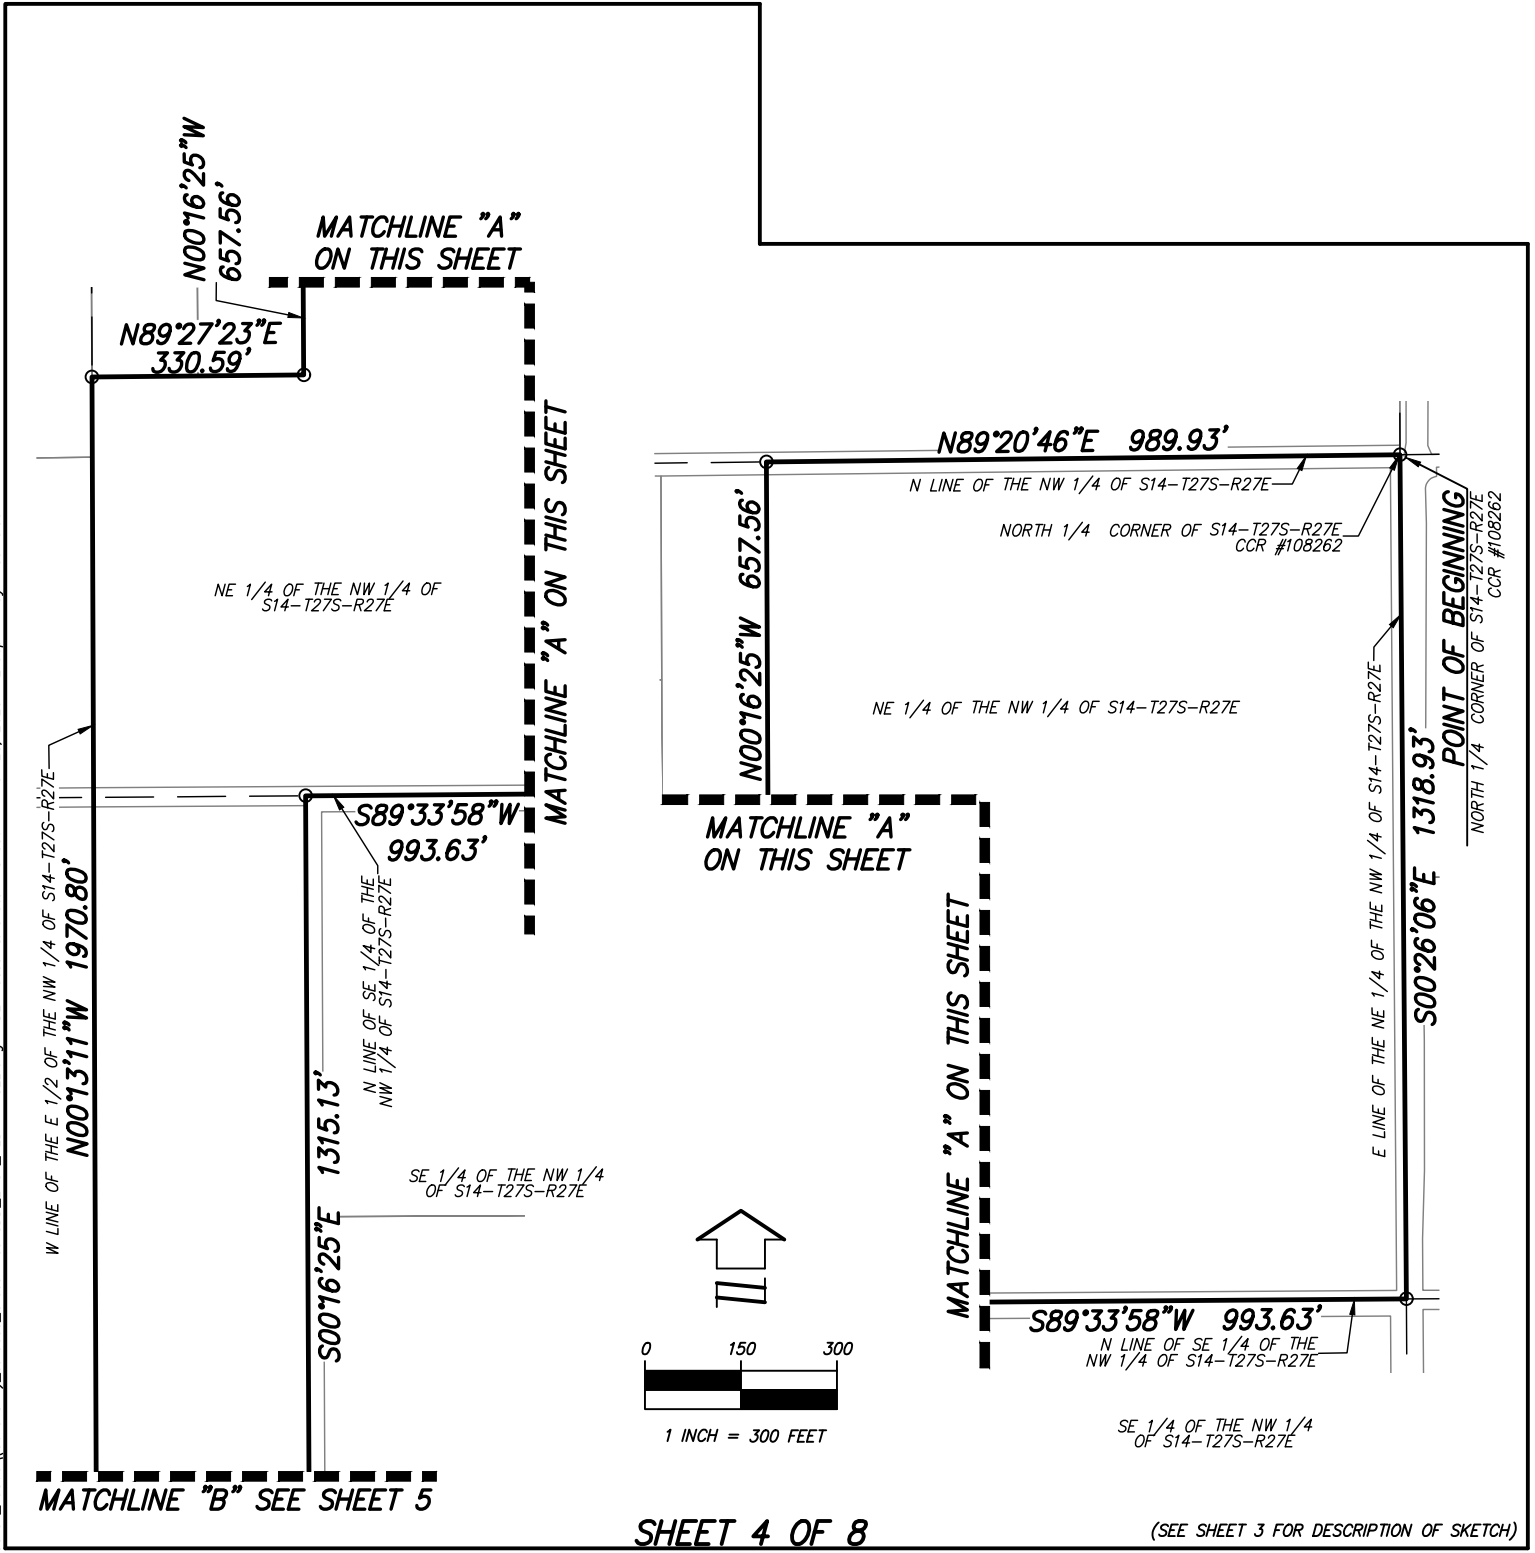 N00°16'25"W
657.56'
MATCHLINE "A"
ON THIS SHEET
N89°27'23"E
330.59'
MATCHLINE "A" ON THIS SHEET
NE 1/4 OF THE NW 1/4 OF
S14-T27S-R27E
W LINE OF THE E 1/2 OF THE NW 1/4 OF S14-T27S-R27E
N00°13'11"W 1970.80'
S89°33'58"W
993.63'
N LINE OF SE 1/4 OF THE
NW 1/4 OF S14-T27S-R27E
S00°16'25"E 1315.13'
SE 1/4 OF THE NW 1/4
OF S14-T27S-R27E
MATCHLINE "B" SEE SHEET 5
N89°20'46"E 989.93'
N LINE OF THE NW 1/4 OF S14-T27S-R27E
NORTH 1/4 CORNER OF S14-T27S-R27E
CCR #108262
N00°16'25"W 657.56'
NE 1/4 OF THE NW 1/4 OF S14-T27S-R27E
POINT OF BEGINNING
NORTH 1/4 CORNER OF S14-T27S-R27E
CCR #108262
E LINE OF THE NE 1/4 OF THE NW 1/4 OF S14-T27S-R27E
S00°26'06"E 1318.93'
MATCHLINE "A"
ON THIS SHEET
MATCHLINE "A" ON THIS SHEET
S89°33'58"W 993.63'
N LINE OF SE 1/4 OF THE
NW 1/4 OF S14-T27S-R27E
SE 1/4 OF THE NW 1/4
OF S14-T27S-R27E
0 150 300
1 INCH = 300 FEET
SHEET 4 OF 8
(SEE SHEET 3 FOR DESCRIPTION OF SKETCH)